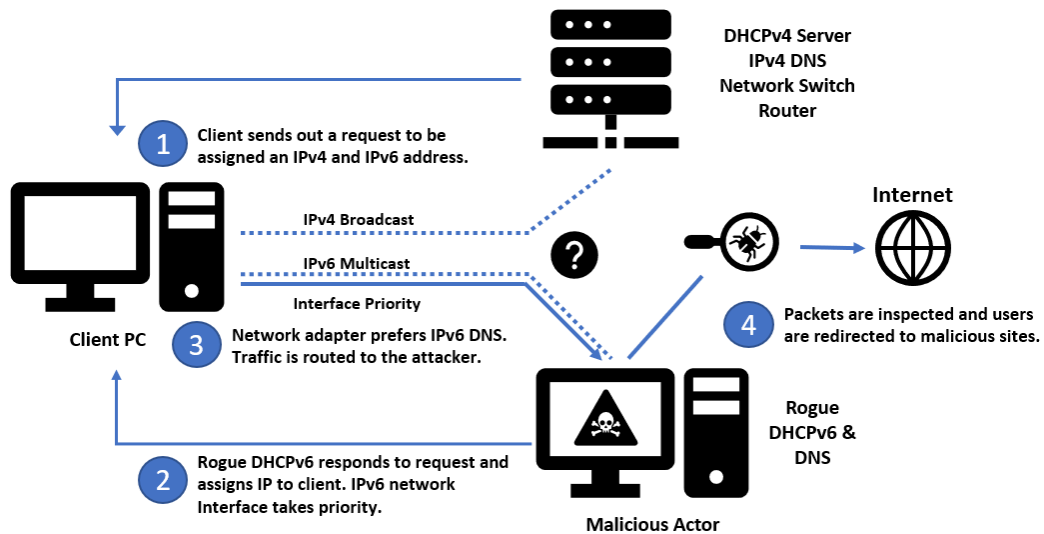 DHCPv4 Server
IPv4 DNS
Network Switch
Router
1
Client sends out a request to be
assigned an IPv4 and IPv6 address.
Internet
IPv4 Broadcast
?
IPv6 Multicast
Interface Priority
Client PC
3
Network adapter prefers IPv6 DNS.
Traffic is routed to the attacker.
4
Packets are inspected and users
are redirected to malicious sites.
Rogue
DHCPv6 &
DNS
2
Rogue DHCPv6 responds to request and
assigns IP to client. IPv6 network
Interface takes priority.
Malicious Actor